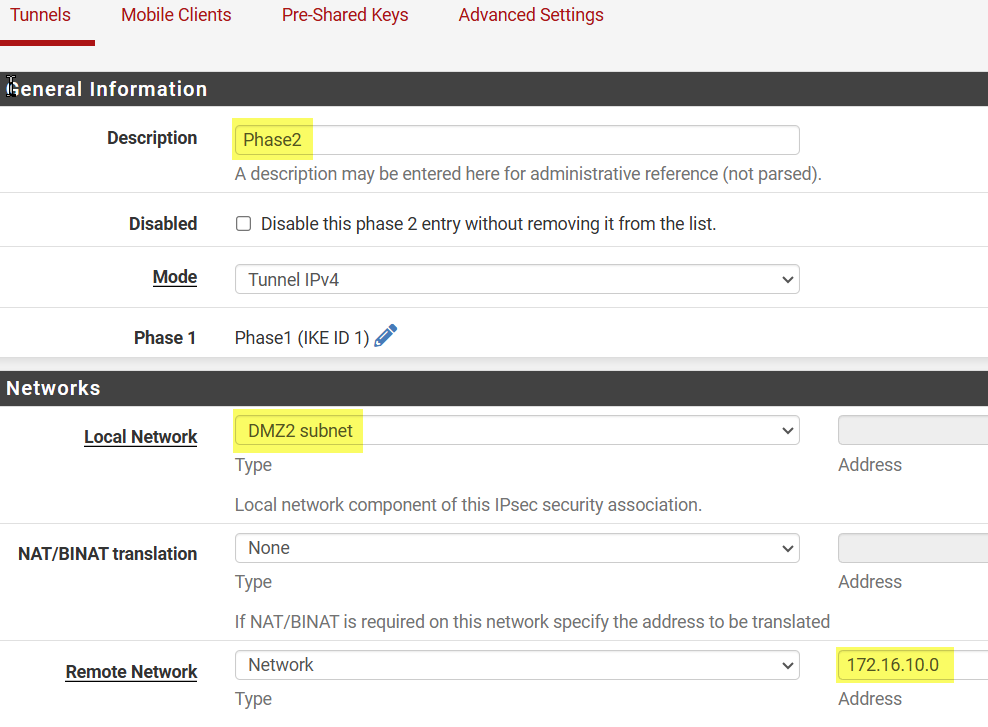 Tunnels Mobile Clients Pre-Shared Keys Advanced Settings
General Information
Description Phase2
A description may be entered here for administrative reference (not parsed).
Disabled Disable this phase 2 entry without removing it from the list.
Mode Tunnel IPv4
Phase 1 Phase1 (IKE ID 1)
Networks
Local Network DMZ2 subnet
Type Address
Local network component of this IPsec security association.
NAT/BINAT translation None
Type Address
If NAT/BINAT is required on this network specify the address to be translated
Remote Network Network 172.16.10.0
Type Address